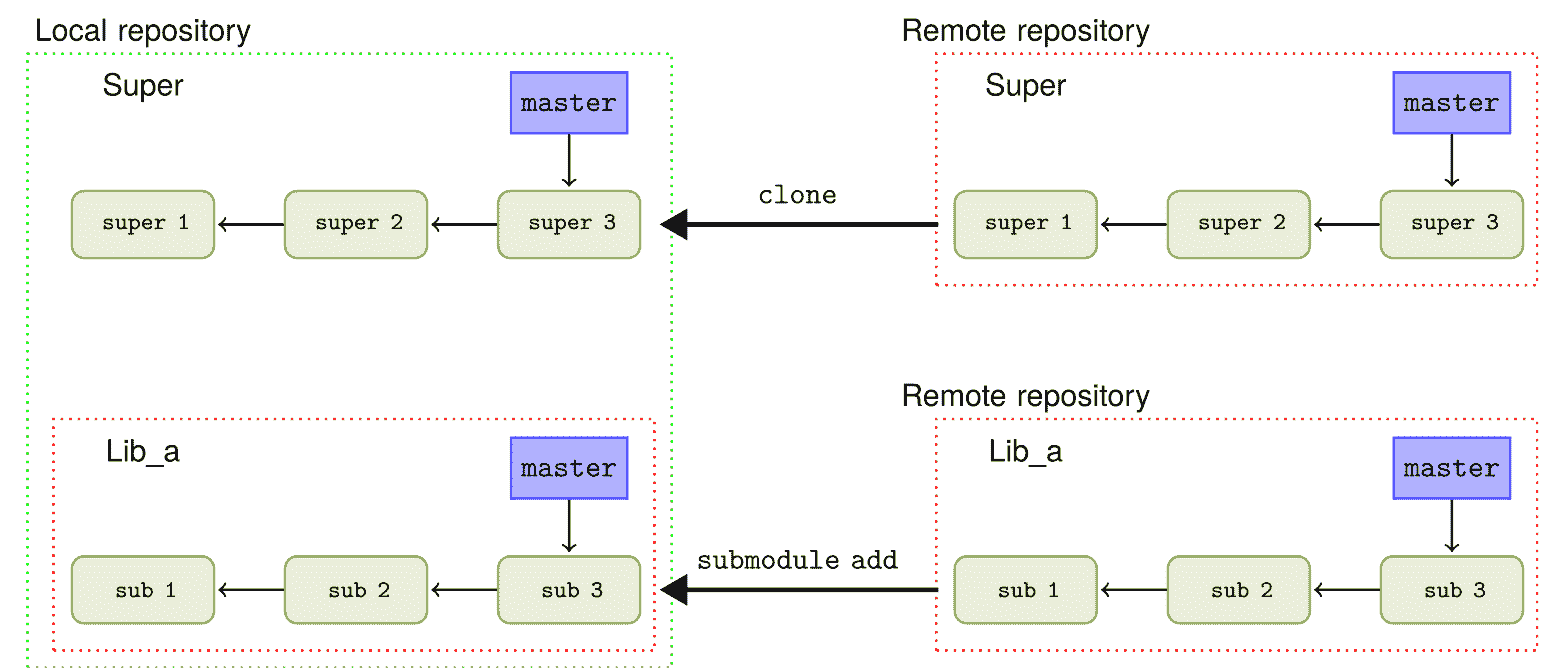 Local repository
Remote repository
Super
master
Super
master
clone
super 1
super 2
super 3
super 1
super 2
super 3
Remote repository
Lib_a
master
Lib_a
master
submodule add
sub 1
sub 2
sub 3
sub 1
sub 2
sub 3